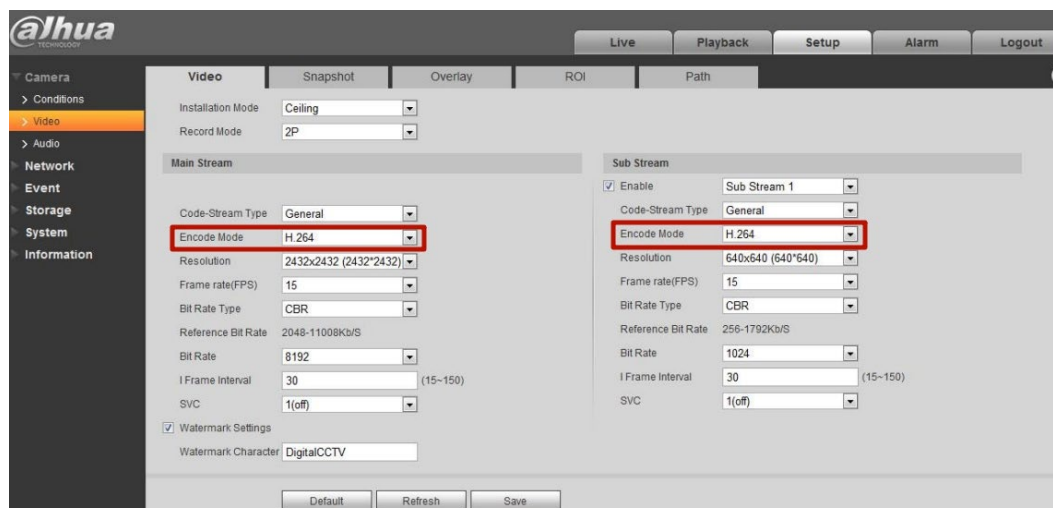 alhua
TECHNOLOGY
Live Playback Setup Alarm Logout
Camera
Conditions
Video
Audio
Network
Event
Storage
System
Information
Video Snapshot Overlay ROI Path
Installation Mode Ceiling
Record Mode 2P
Main Stream
Code-Stream Type General
Encode Mode H.264
Resolution 2432x2432 (2432*2432)
Frame rate(FPS) 15
Bit Rate Type CBR
Reference Bit Rate 2048-11008Kb/S
Bit Rate 8192
I Frame Interval 30 (15~150)
SVC 1(off)
Watermark Settings
Watermark Character DigitalCCTV
Sub Stream
Enable Sub Stream 1
Code-Stream Type General
Encode Mode H.264
Resolution 640x640 (640*640)
Frame rate(FPS) 15
Bit Rate Type CBR
Reference Bit Rate 256-1792Kb/S
Bit Rate 1024
I Frame Interval 30 (15~150)
SVC 1(off)
Default Refresh Save